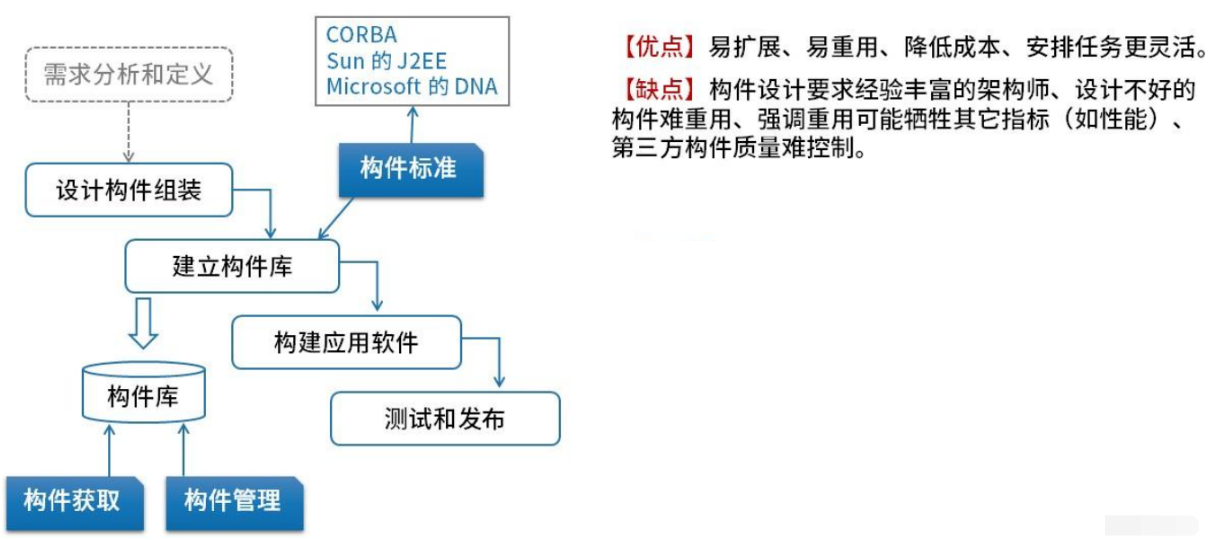 需求分析和定义
CORBA
Sun 的 J2EE
Microsoft 的 DNA
构件标准
设计构件组装
建立构件库
构建应用软件
构件库
测试和发布
构件获取
构件管理
【优点】易扩展、易重用、降低成本、安排任务更灵活。
【缺点】构件设计要求经验丰富的架构师、设计不好的
构件难重用、强调重用可能牺牲其它指标（如性能）、
第三方构件质量难控制。